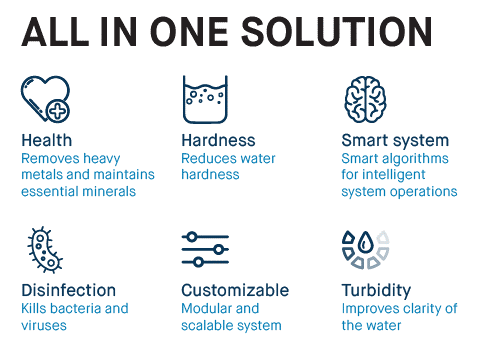 ALL IN ONE SOLUTION
Health
Removes heavy
metals and maintains
essential minerals
Hardness
Reduces water
hardness
Smart system
Smart algorithms
for intelligent
system operations
Disinfection
Kills bacteria and
viruses
Customizable
Modular and
scalable system
Turbidity
Improves clarity of
the water